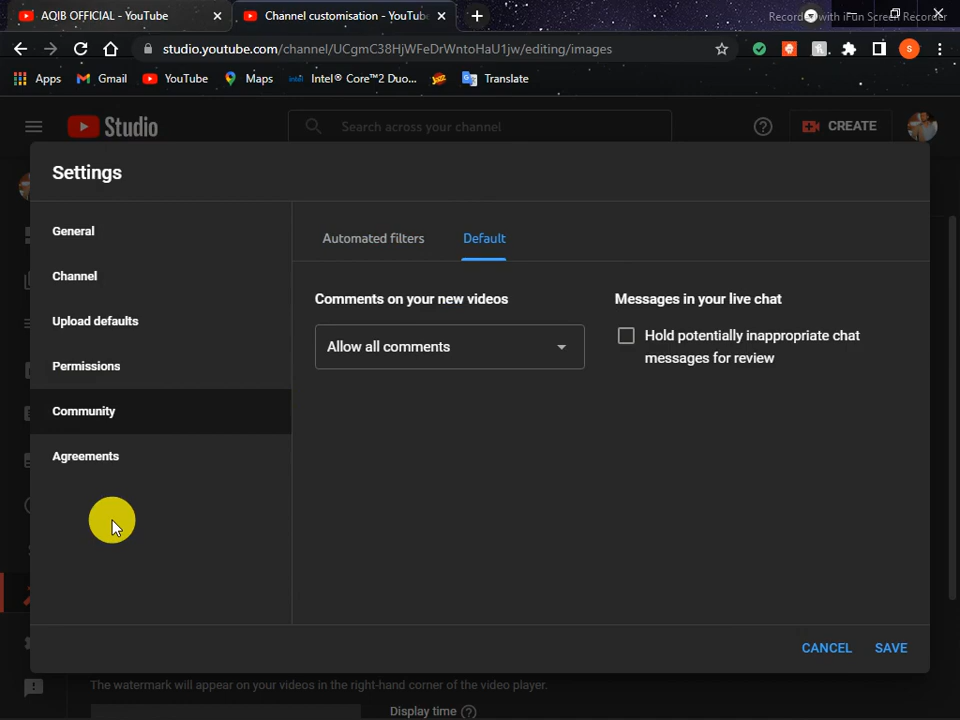 AQIB OFFICIAL - YouTube
Channel customisation - YouTub
Recorded with iFun Screen Recorder
studio.youtube.com/channel/UCgmC38HjWFeDrWntoHaU1jw/editing/images
Apps
Gmail
YouTube
Maps
Intel® Core™2 Duo...
Translate
Studio
Search across your channel
CREATE
Settings
General
Channel
Upload defaults
Permissions
Community
Agreements
Automated filters
Default
Comments on your new videos
Allow all comments
Messages in your live chat
Hold potentially inappropriate chat
messages for review
CANCEL
SAVE
The watermark will appear on your videos in the right-hand corner of the video player.
Display time